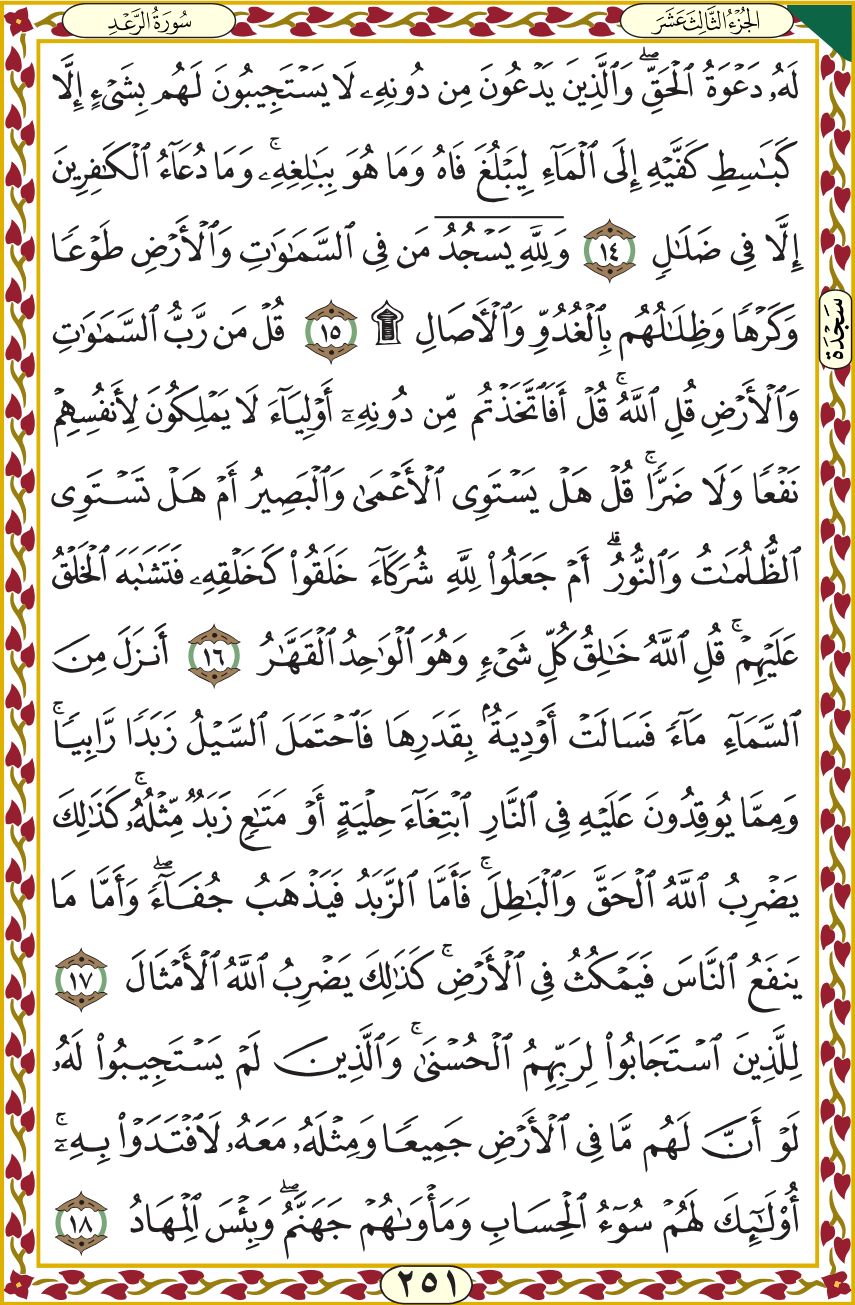 الجُزْءُ الثَّالِثَ عَشَرَ
سُورَةُ الرَّعْدِ
لَهُۥ دَعْوَةُ ٱلْحَقِّ ۖ وَٱلَّذِينَ يَدْعُونَ مِن دُونِهِۦ لَا يَسْتَجِيبُونَ لَهُم بِشَىْءٍ إِلَّا
كَبَـٰسِطِ كَفَّيْهِ إِلَى ٱلْمَآءِ لِيَبْلُغَ فَاهُ وَمَا هُوَ بِبَـٰلِغِهِۦ ۚ وَمَا دُعَآءُ ٱلْكَـٰفِرِينَ
إِلَّا فِى ضَلَـٰلٍ ١٤ وَلِلَّهِ يَسْجُدُ مَن فِى ٱلسَّمَـٰوَٰتِ وَٱلْأَرْضِ طَوْعًا
وَكَرْهًا وَظِلَـٰلُهُم بِٱلْغُدُوِّ وَٱلْـَٔاصَالِ ۩ ١٥ قُلْ مَن رَّبُّ ٱلسَّمَـٰوَٰتِ
سَجْدَة
وَٱلْأَرْضِ قُلِ ٱللَّهُ ۚ قُلْ أَفَٱتَّخَذْتُم مِّن دُونِهِۦٓ أَوْلِيَآءَ لَا يَمْلِكُونَ لِأَنفُسِهِمْ
نَفْعًا وَلَا ضَرًّا ۚ قُلْ هَلْ يَسْتَوِى ٱلْأَعْمَىٰ وَٱلْبَصِيرُ أَمْ هَلْ تَسْتَوِى
ٱلظُّلُمَـٰتُ وَٱلنُّورُ ۗ أَمْ جَعَلُوا۟ لِلَّهِ شُرَكَآءَ خَلَقُوا۟ كَخَلْقِهِۦ فَتَشَـٰبَهَ ٱلْخَلْقُ
عَلَيْهِمْ ۚ قُلِ ٱللَّهُ خَـٰلِقُ كُلِّ شَىْءٍ وَهُوَ ٱلْوَٰحِدُ ٱلْقَهَّـٰرُ ١٦ أَنزَلَ مِنَ
ٱلسَّمَآءِ مَآءً فَسَالَتْ أَوْدِيَةٌۢ بِقَدَرِهَا فَٱحْتَمَلَ ٱلسَّيْلُ زَبَدًا رَّابِيًا ۚ
وَمِمَّا يُوقِدُونَ عَلَيْهِ فِى ٱلنَّارِ ٱبْتِغَآءَ حِلْيَةٍ أَوْ مَتَـٰعٍ زَبَدٌ مِّثْلُهُۥ ۚ كَذَٰلِكَ
يَضْرِبُ ٱللَّهُ ٱلْحَقَّ وَٱلْبَـٰطِلَ ۚ فَأَمَّا ٱلزَّبَدُ فَيَذْهَبُ جُفَآءً ۖ وَأَمَّا مَا
يَنفَعُ ٱلنَّاسَ فَيَمْكُثُ فِى ٱلْأَرْضِ ۚ كَذَٰلِكَ يَضْرِبُ ٱللَّهُ ٱلْأَمْثَالَ ١٧
لِلَّذِينَ ٱسْتَجَابُوا۟ لِرَبِّهِمُ ٱلْحُسْنَىٰ ۚ وَٱلَّذِينَ لَمْ يَسْتَجِيبُوا۟ لَهُۥ
لَوْ أَنَّ لَهُم مَّا فِى ٱلْأَرْضِ جَمِيعًا وَمِثْلَهُۥ مَعَهُۥ لَٱفْتَدَوْا۟ بِهِۦٓ ۚ
أُو۟لَـٰٓئِكَ لَهُمْ سُوٓءُ ٱلْحِسَابِ وَمَأْوَىٰهُمْ جَهَنَّمُ ۖ وَبِئْسَ ٱلْمِهَادُ ١٨
٢٥١